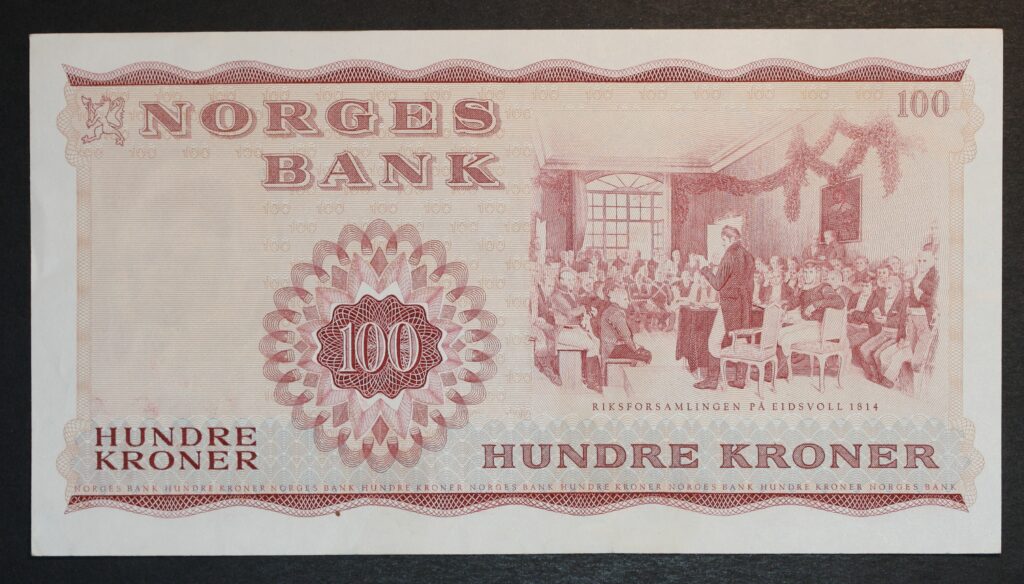 NORGES
BANK
100
100
RIKSFORSAMLINGEN PÅ EIDSVOLL 1814
HUNDRE
KRONER
HUNDRE KRONER
NORGES BANK HUNDRE KRONER NORGES BANK HUNDRE KRONER NORGES BANK HUNDRE KRONER NORGES BANK HUNDRE KRONER NORGES BANK